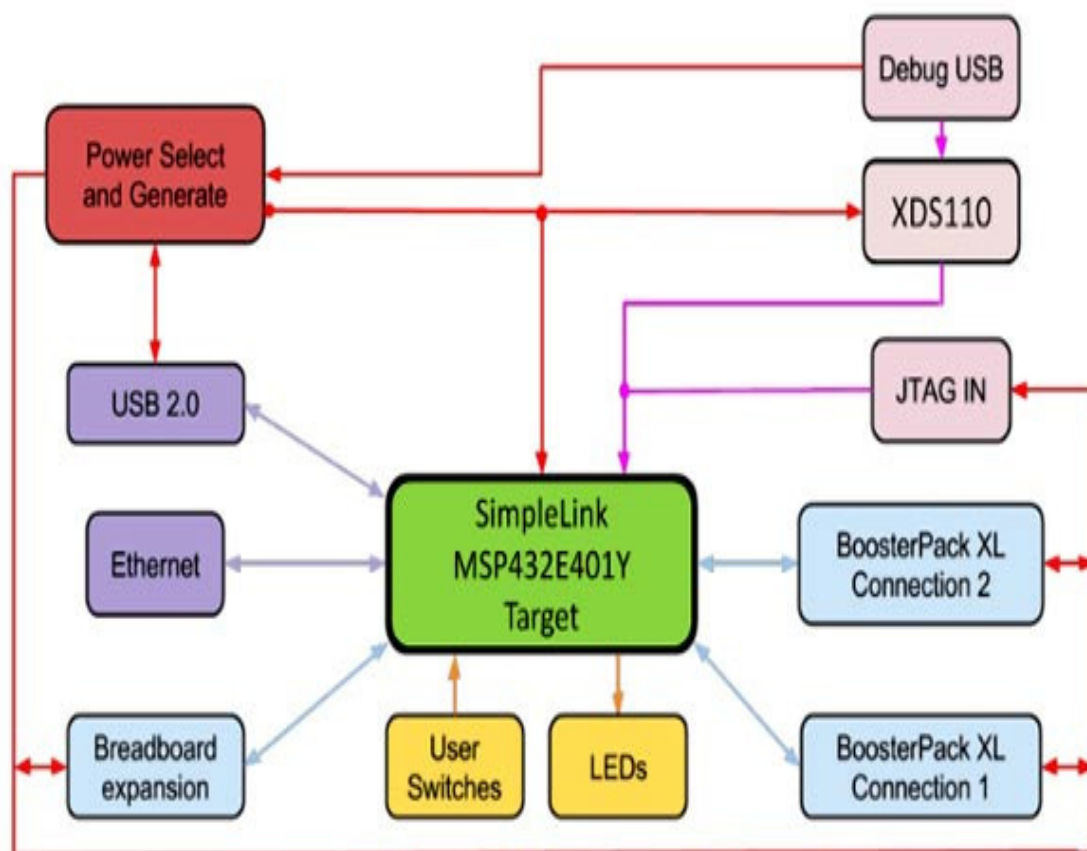 Debug USB
Power Select
and Generate
XDS110
USB 2.0
JTAG IN
SimpleLink
MSP432E401Y
Target
Ethernet
BoosterPack XL
Connection 2
Breadboard
expansion
User
Switches
LEDs
BoosterPack XL
Connection 1